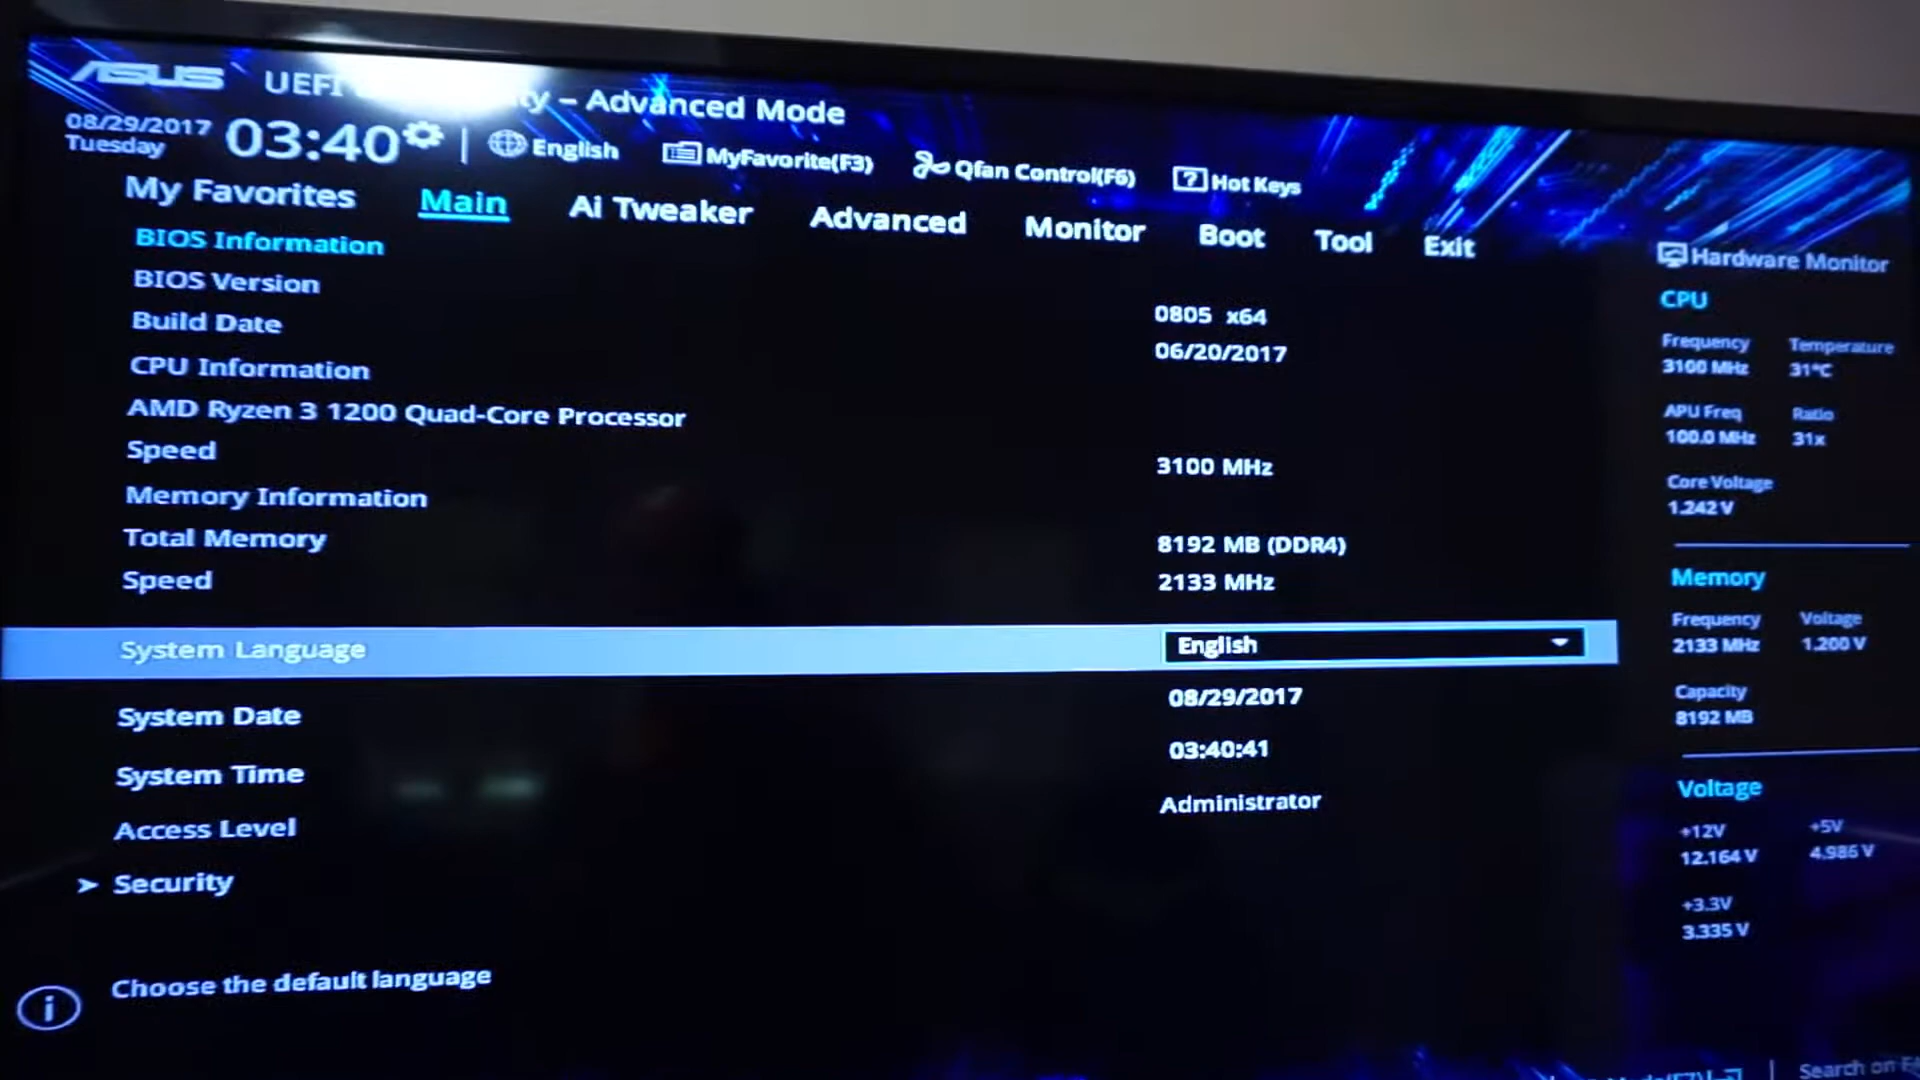 ASUS UEFI – Advanced Mode
08/29/2017 Tuesday 03:40 English MyFavorite(F3) Qfan Control(F6) ? Hot Keys
My Favorites Main Ai Tweaker Advanced Monitor Boot Tool Exit
BIOS Information
BIOS Version 0805 x64
Build Date 06/20/2017
CPU Information
AMD Ryzen 3 1200 Quad-Core Processor
Speed 3100 MHz
Memory Information
Total Memory 8192 MB (DDR4)
Speed 2133 MHz
System Language English
System Date 08/29/2017
System Time 03:40:41
Access Level Administrator
> Security
i Choose the default language
Hardware Monitor
CPU
Frequency Temperature
3100 MHz 31°C
APU Freq Ratio
100.0 MHz 31x
Core Voltage
1.242 V
Memory
Frequency Voltage
2133 MHz 1.200 V
Capacity
8192 MB
Voltage
+12V +5V
12.164 V 4.986 V
+3.3V
3.335 V
Search on